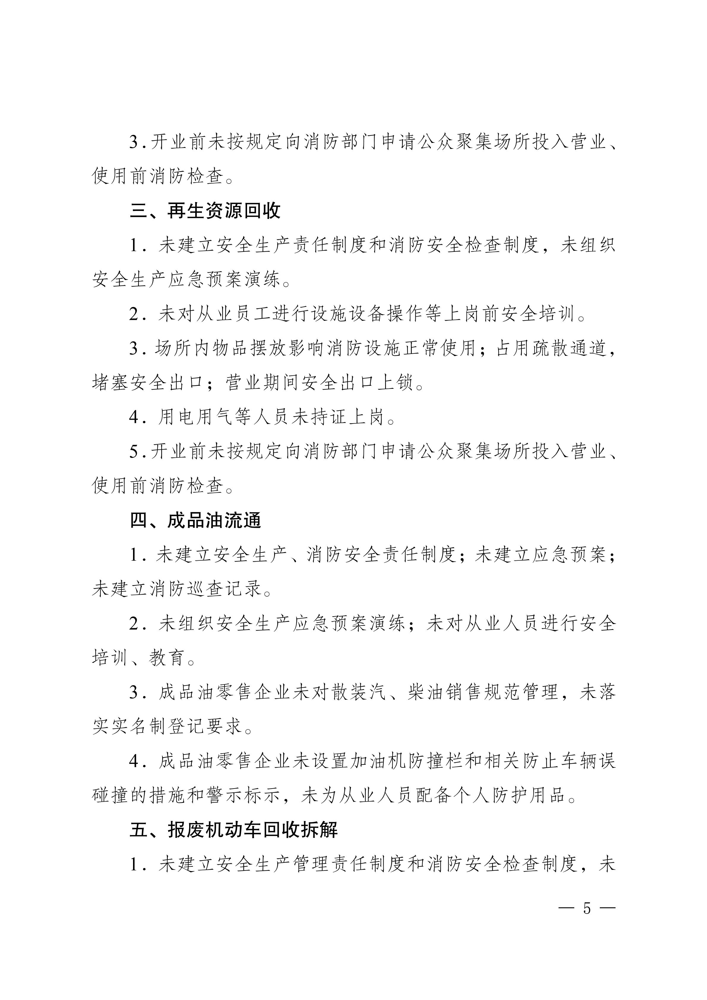 3.开业前未按规定向消防部门申请公众聚集场所投入营业、
使用前消防检查。
三、再生资源回收
1. 未建立安全生产责任制度和消防安全检查制度，未组织
安全生产应急预案演练。
2. 未对从业员工进行设施设备操作等上岗前安全培训。
3. 场所内物品摆放影响消防设施正常使用；占用疏散通道，
堵塞安全出口；营业期间安全出口上锁。
4. 用电用气等人员未持证上岗。
5.开业前未按规定向消防部门申请公众聚集场所投入营业、
使用前消防检查。
四、成品油流通
1. 未建立安全生产、消防安全责任制度；未建立应急预案；
未建立消防巡查记录。
2. 未组织安全生产应急预案演练；未对从业人员进行安全
培训、教育。
3. 成品油零售企业未对散装汽、柴油销售规范管理，未落
实实名制登记要求。
4. 成品油零售企业未设置加油机防撞栏和相关防止车辆误
碰撞的措施和警示标示，未为从业人员配备个人防护用品。
五、报废机动车回收拆解
1. 未建立安全生产管理责任制度和消防安全检查制度，未
— 5 —